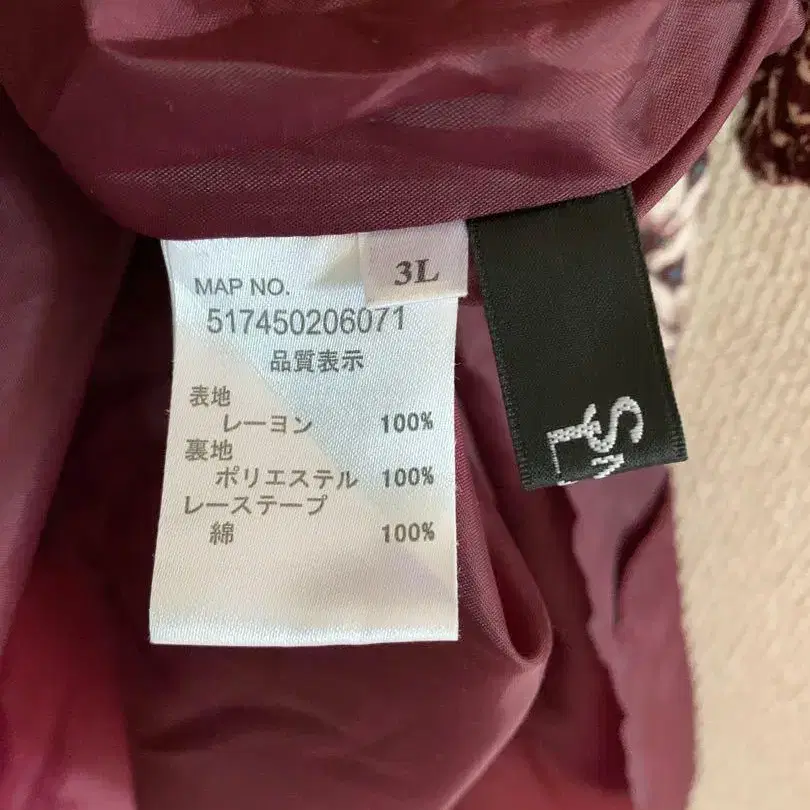 3L
MAP NO.
517450206071
品質表示
表地
レーヨン 100%
裏地
ポリエステル 100%
レーステープ
綿 100%